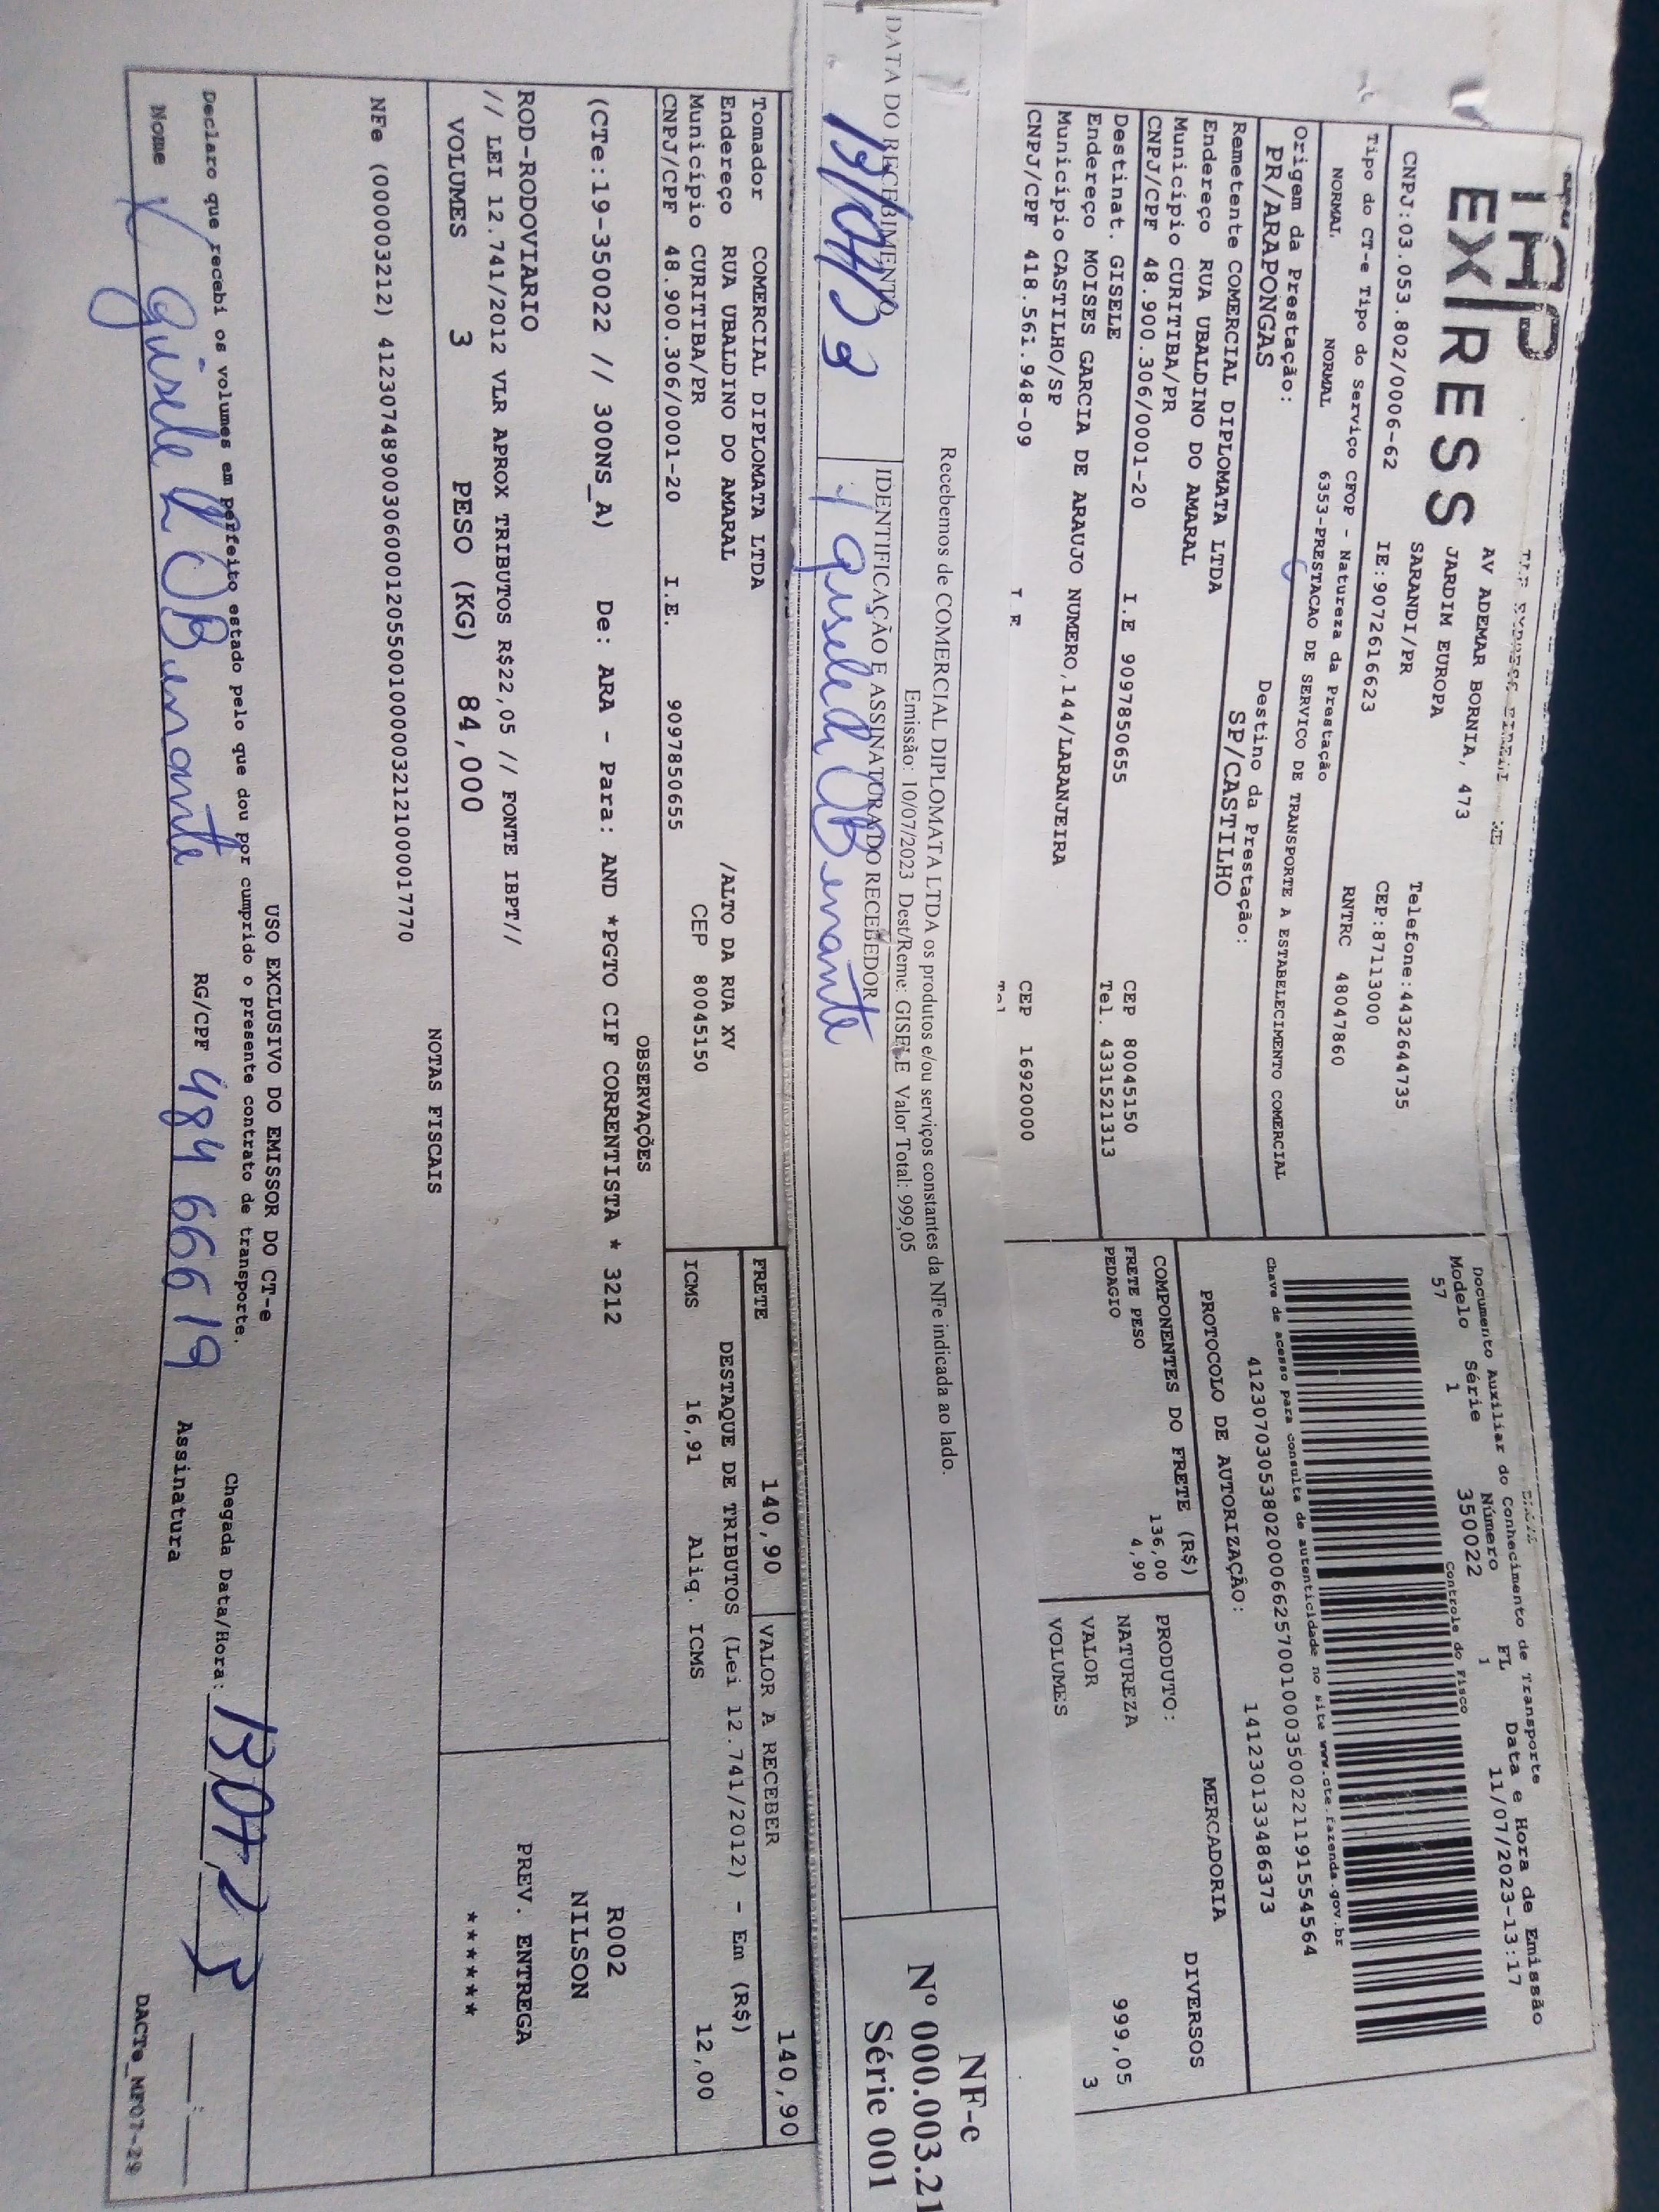 TAP
EXPRESS
AV ADEMAR BORNIA, 473
JARDIM EUROPA
SARANDI/PR
Telefone:4432644735
CNPJ:03.053.802/0006-62 IE:9072616623 CEP:87113000
Tipo do CT-e Tipo do Serviço CFOP - Natureza da Prestação RNTRC 48047860
NORMAL NORMAL 6353-PRESTACAO DE SERVICO DE TRANSPORTE A ESTABELECIMENTO COMERCIAL
Origem da Prestação: Destino da Prestação:
PR/ARAPONGAS SP/CASTILHO
Remetente COMERCIAL DIPLOMATA LTDA
Endereço RUA UBALDINO DO AMARAL
Município CURITIBA/PR CEP 80045150
CNPJ/CPF 48.900.306/0001-20 I.E 9097850655 Tel. 4331521313
Destinat. GISELE
Endereço MOISES GARCIA DE ARAUJO NUMERO,144/LARANJEIRA
Município CASTILHO/SP CEP 16920000
CNPJ/CPF 418.561.948-09
Documento Auxiliar do Conhecimento de Transporte
Modelo Série Número FL Data e Hora de Emissão
57 1 350022 1 11/07/2023-13:17
Controle do Fisco
Chave de acesso para consulta de autenticidade no site www.cte.fazenda.gov.br
41230703053802000662570010003500221191554564
PROTOCOLO DE AUTORIZAÇÃO: 141230133486373
COMPONENTES DO FRETE (R$)
FRETE PESO 136,00
PEDAGIO 4,90
MERCADORIA
PRODUTO: DIVERSOS
NATUREZA
VALOR 999,05
VOLUMES 3
Recebemos de COMERCIAL DIPLOMATA LTDA os produtos e/ou serviços constantes da NFe indicada ao lado.
Emissão: 10/07/2023 Dest/Reme: GISELE Valor Total: 999,05
DATA DO RECEBIMENTO IDENTIFICAÇÃO E ASSINATURA DO RECEBEDOR
NF-e
Nº 000.003.21
Série 001
Tomador COMERCIAL DIPLOMATA LTDA
Endereço RUA UBALDINO DO AMARAL /ALTO DA RUA XV
Município CURITIBA/PR CEP 80045150
CNPJ/CPF 48.900.306/0001-20 I.E. 9097850655
FRETE 140,90 VALOR A RECEBER 140,90
DESTAQUE DE TRIBUTOS (Lei 12.741/2012) - Em (R$)
ICMS 16,91 Aliq. ICMS 12,00
OBSERVAÇÕES
(CTe:19-350022 // 300NS_A) De: ARA - Para: AND *PGTO CIF CORRENTISTA * 3212
ROD-RODOVIARIO
// LEI 12.741/2012 VLR APROX TRIBUTOS R$22,05 // FONTE IBPT//
VOLUMES 3 PESO (KG) 84,000
R002
NILSON
PREV. ENTREGA
******
NOTAS FISCAIS
NFe (000003212) 41230748900306000120550010000032121000017770
USO EXCLUSIVO DO EMISSOR DO CT-e
Declaro que recebi os volumes em perfeito estado pelo que dou por cumprido o presente contrato de transporte.
Nome RG/CPF 484 666 19 Assinatura Chegada Data/Hora:
DACTe_MF07-29